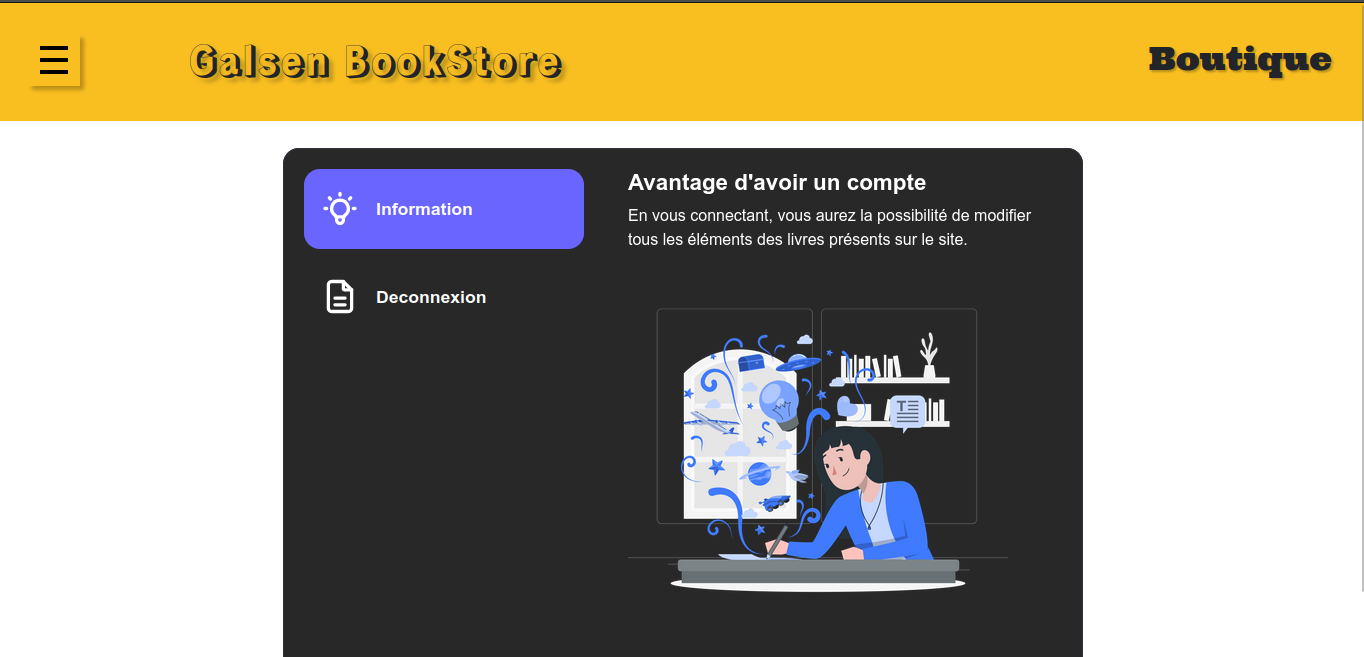 Galsen BookStore
Boutique
Information
Deconnexion
Avantage d'avoir un compte
En vous connectant, vous aurez la possibilité de modifier
tous les éléments des livres présents sur le site.
T